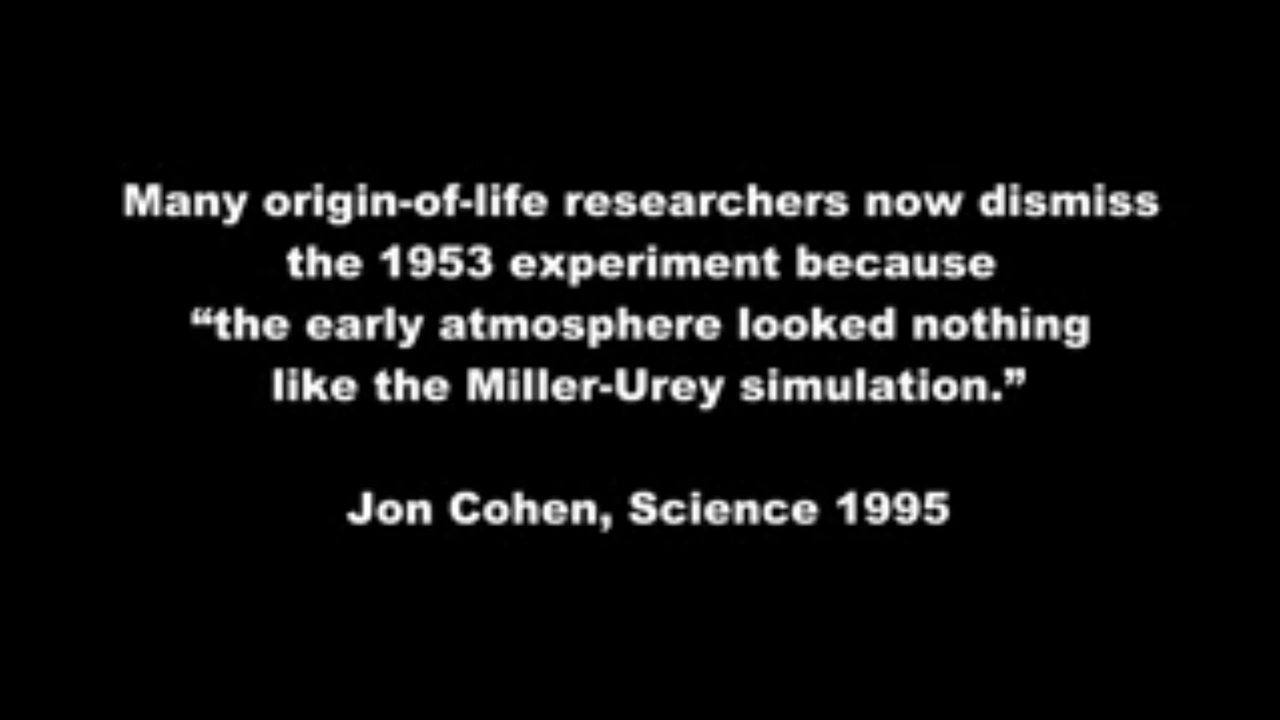 Many origin-of-life researchers now dismiss
the 1953 experiment because
“the early atmosphere looked nothing
like the Miller-Urey simulation.”
Jon Cohen, Science 1995